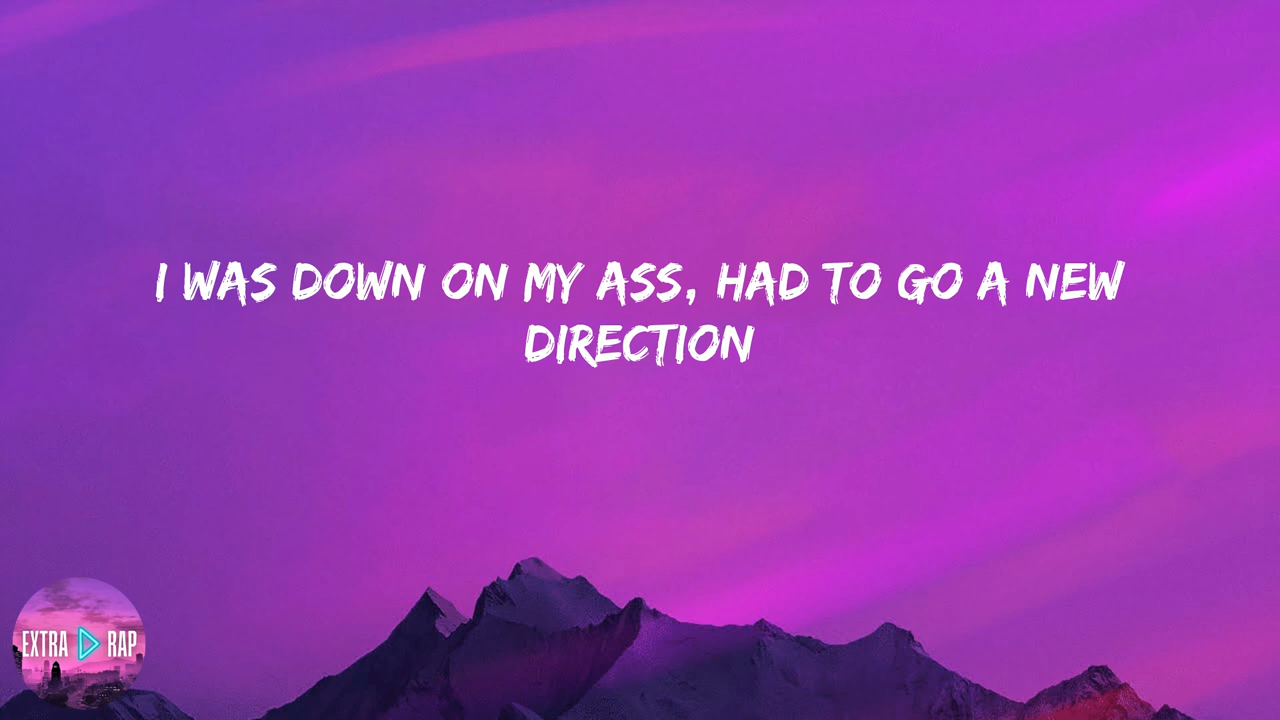 I WAS DOWN ON MY ASS, HAD TO GO A NEW
DIRECTION
EXTRA RAP